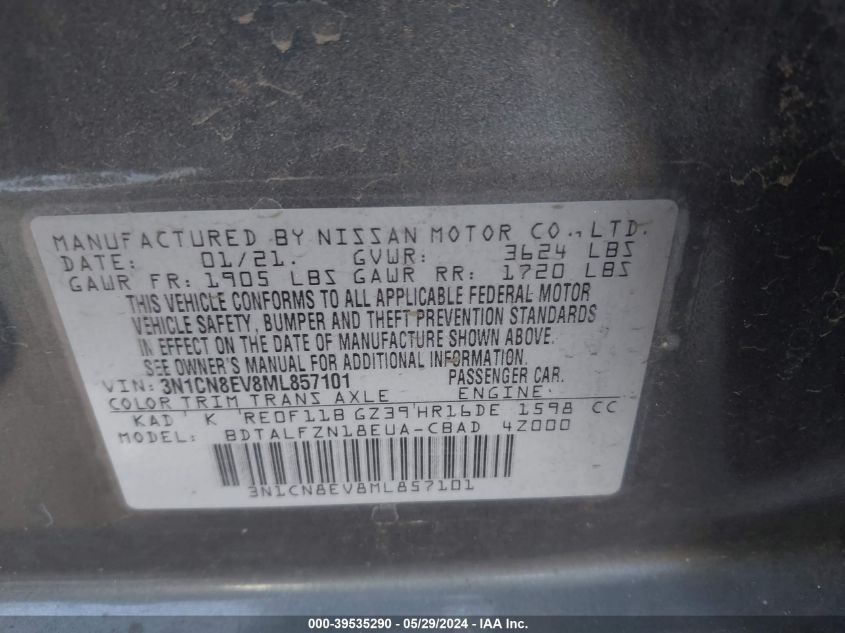 MANUFACTURED BY NISSAN MOTOR CO., LTD.
DATE: 01/21. GVWR: 3624 LBS
GAWR FR: 1905 LBS GAWR RR: 1720 LBS
THIS VEHICLE CONFORMS TO ALL APPLICABLE FEDERAL MOTOR
VEHICLE SAFETY, BUMPER AND THEFT PREVENTION STANDARDS
IN EFFECT ON THE DATE OF MANUFACTURE SHOWN ABOVE.
SEE OWNER'S MANUAL FOR ADDITIONAL INFORMATION.
VIN: 3N1CN8EV8ML857101 PASSENGER CAR.
COLOR TRIM TRANS AXLE ENGINE:
KAD K RE0F11B GZ39 HR16DE 1598 CC
MODEL: BDTALFZN18EUA-CBAD 4Z000
3N1CN8EV8ML857101
000-39535290 - 05/29/2024 - IAA Inc.